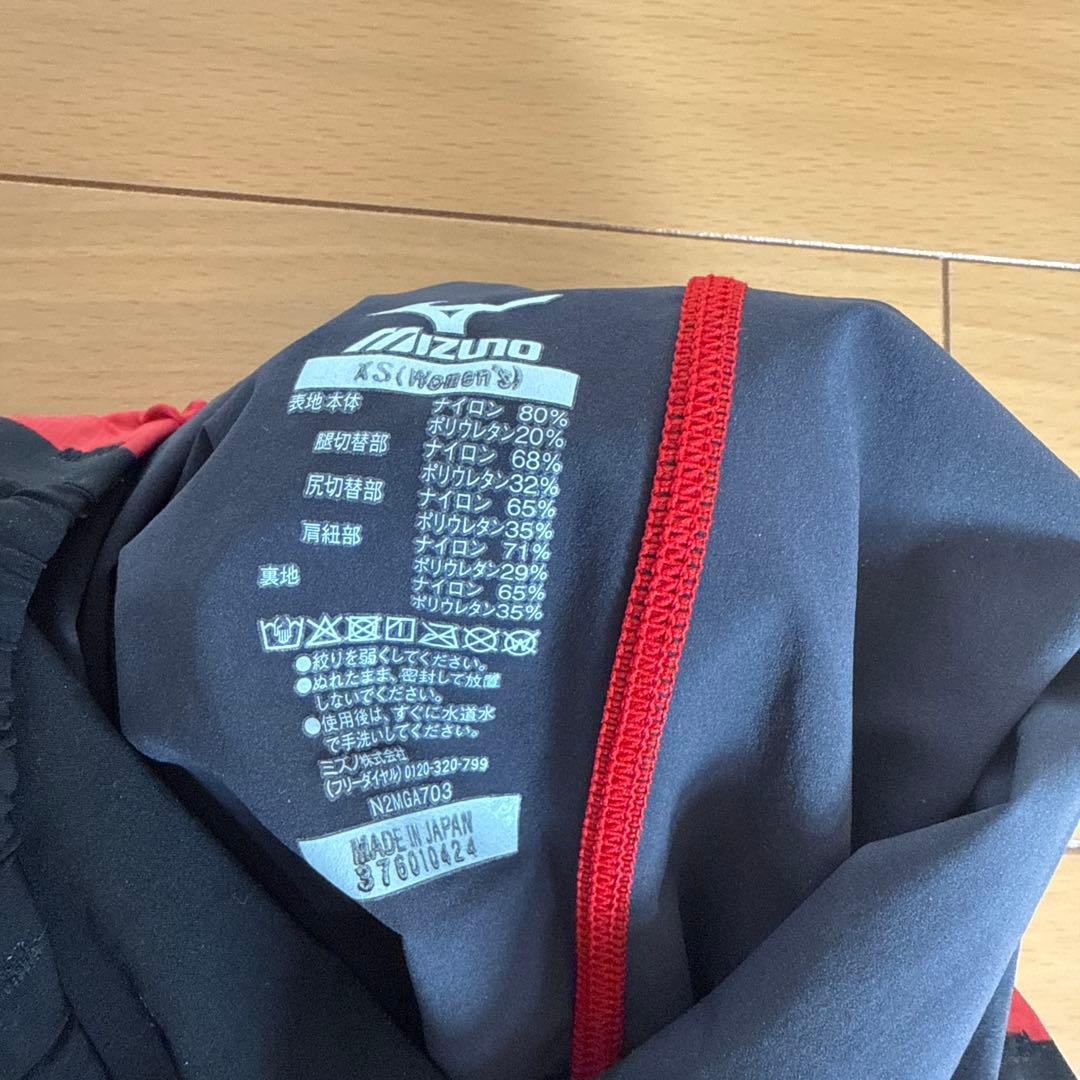 MIZUNO
XS(Women's)
表地 本体 ナイロン 80%
ポリウレタン20%
腿切替部 ナイロン 68%
ポリウレタン32%
尻切替部 ナイロン 65%
ポリウレタン35%
肩紐部 ナイロン 71%
ポリウレタン29%
裏地 ナイロン 65%
ポリウレタン35%
●絞りを弱くしてください。
●ぬれたまま、密封して放置
しないでください。
●使用後は、すぐに水道水
で手洗いしてください。
ミズノ株式会社
(フリーダイヤル)0120-320-799
N2MGA703
MADE IN JAPAN
376010424